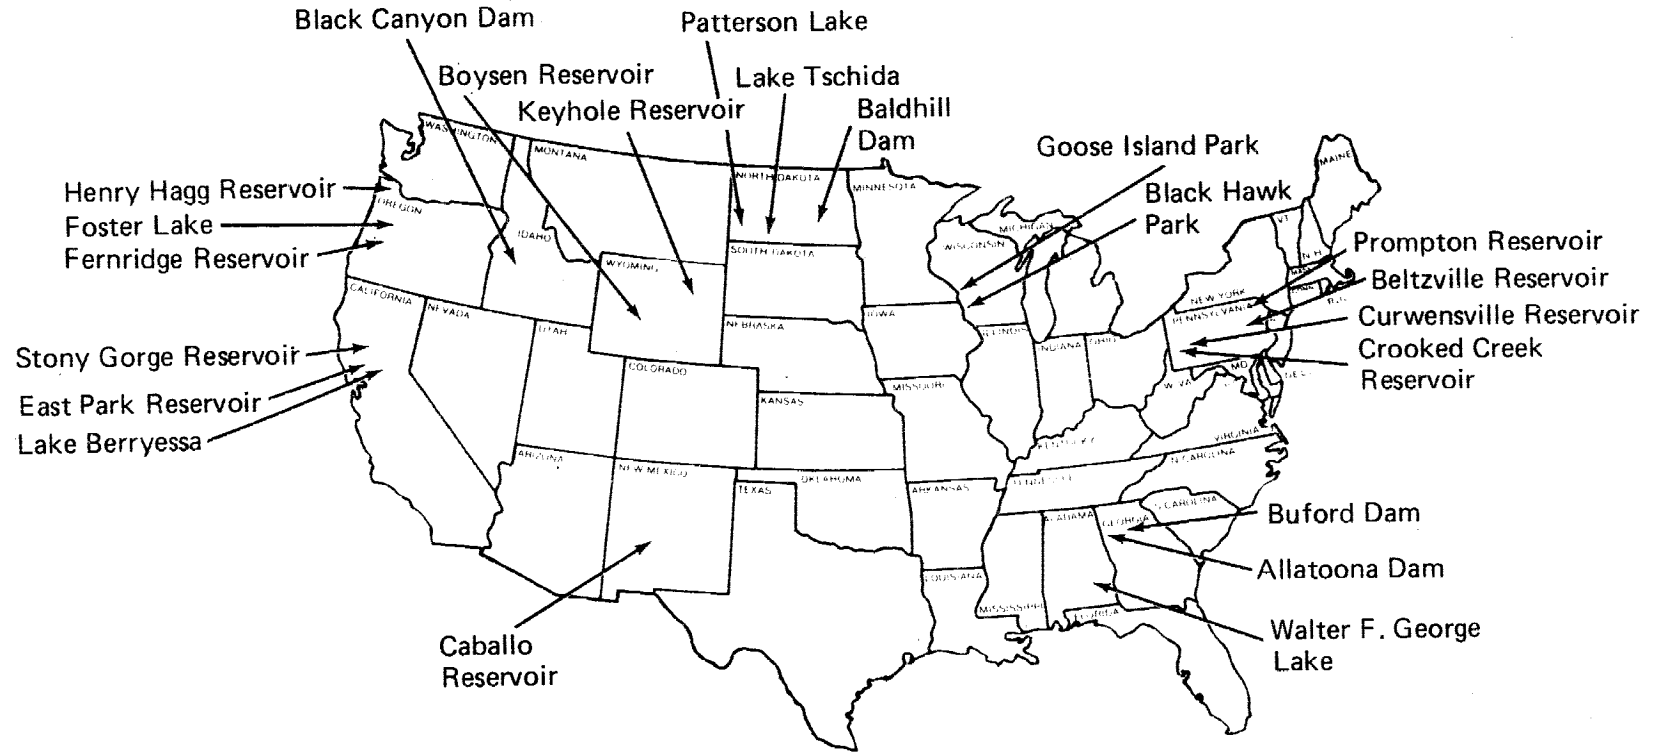 Black Canyon Dam
Patterson Lake
Boysen Reservoir
Lake Tschida
Keyhole Reservoir
Baldhill
Dam
Goose Island Park
Black Hawk
Park
Henry Hagg Reservoir
Foster Lake
Fernridge Reservoir
Prompton Reservoir
Beltzville Reservoir
Curwensville Reservoir
Crooked Creek
Reservoir
Stony Gorge Reservoir
East Park Reservoir
Lake Berryessa
Buford Dam
Allatoona Dam
Walter F. George
Lake
Caballo
Reservoir
WASHINGTON
MONTANA
NORTH DAKOTA
MINNESOTA
MAINE
OREGON
IDAHO
WYOMING
SOUTH DAKOTA
WISCONSIN
MICHIGAN
VT
N.H.
NEW YORK
PENNSYLVANIA
CALIFORNIA
NEVADA
UTAH
NEBRASKA
IOWA
ILLINOIS
INDIANA
OHIO
COLORADO
KANSAS
MISSOURI
W. VA.
MD.
DEL.
KENTUCKY
VIRGINIA
ARIZONA
NEW MEXICO
TEXAS
OKLAHOMA
ARKANSAS
TENNESSEE
N. CAROLINA
S. CAROLINA
ALABAMA
GEORGIA
LOUISIANA
MISSISSIPPI
FLORIDA